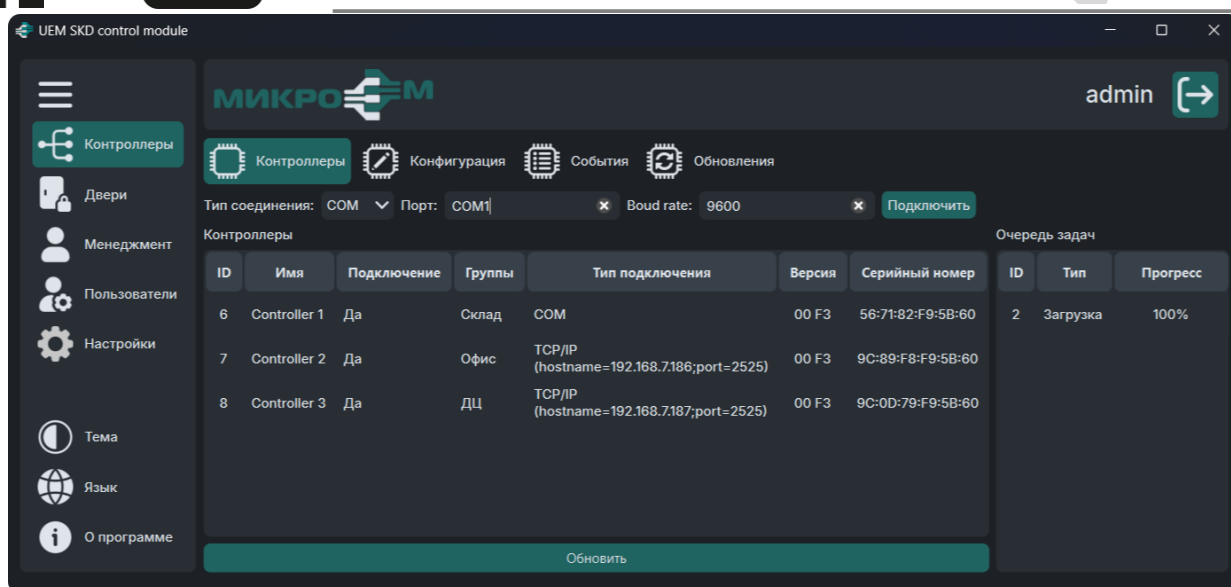 UEM SKD control module
МИКРО ЕМ
admin
Контроллеры
Двери
Менеджмент
Пользователи
Настройки
Тема
Язык
О программе
Контроллеры Конфигурация События Обновления
Тип соединения: COM Порт: COM1 Boud rate: 9600 Подключить
Контроллеры
ID Имя Подключение Группы Тип подключения Версия Серийный номер
6 Controller 1 Да Склад COM 00 F3 56:71:82:F9:5B:60
7 Controller 2 Да Офис TCP/IP
(hostname=192.168.7.186;port=2525) 00 F3 9C:89:F8:F9:5B:60
8 Controller 3 Да ДЦ TCP/IP
(hostname=192.168.7.187;port=2525) 00 F3 9C:0D:79:F9:5B:60
Обновить
Очередь задач
ID Тип Прогресс
2 Загрузка 100%